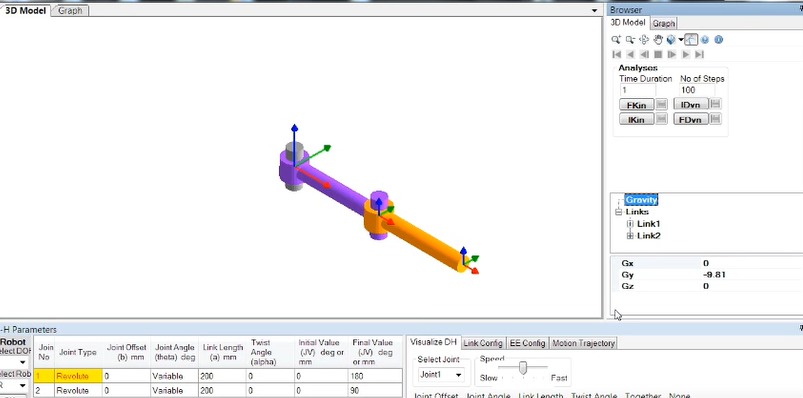 3D Model Graph
Browser
3D Model Graph
Analyses
Time Duration No of Steps
1 100
FKin IDyn
IKin FDyn
Gravity
Links
Link1
Link2
Gx 0
Gy -9.81
Gz 0
-H Parameters
Robot
elect DOF
elect Rob
R
Join No Joint Type Joint Offset (b) mm Joint Angle (theta) deg Link Length (a) mm Twist Angle (alpha) Initial Value (JV) deg or mm Final Value (JV) deg or mm
1 Revolute 0 Variable 200 0 0 180
2 Revolute 0 Variable 200 0 0 90
Visualize DH Link Config EE Config Motion Trajectory
Select Joint
Joint1
Speed
Slow Fast
Joint Offset Joint Angle Link Length Twist Angle Together None